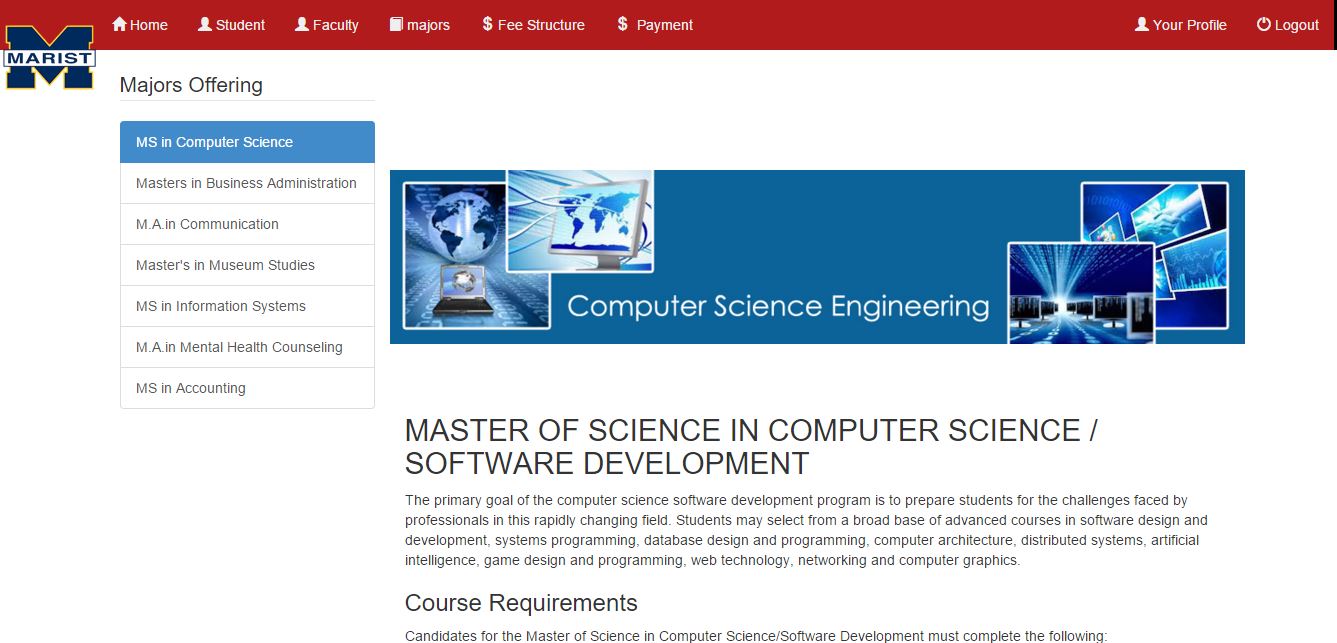 Home Student Faculty majors $ Fee Structure $ Payment Your Profile Logout
MARIST
Majors Offering
MS in Computer Science
Masters in Business Administration
M.A.in Communication
Master's in Museum Studies
MS in Information Systems
M.A.in Mental Health Counseling
MS in Accounting
Computer Science Engineering
MASTER OF SCIENCE IN COMPUTER SCIENCE /
SOFTWARE DEVELOPMENT
The primary goal of the computer science software development program is to prepare students for the challenges faced by
professionals in this rapidly changing field. Students may select from a broad base of advanced courses in software design and
development, systems programming, database design and programming, computer architecture, distributed systems, artificial
intelligence, game design and programming, web technology, networking and computer graphics.
Course Requirements
Candidates for the Master of Science in Computer Science/Software Development must complete the following: